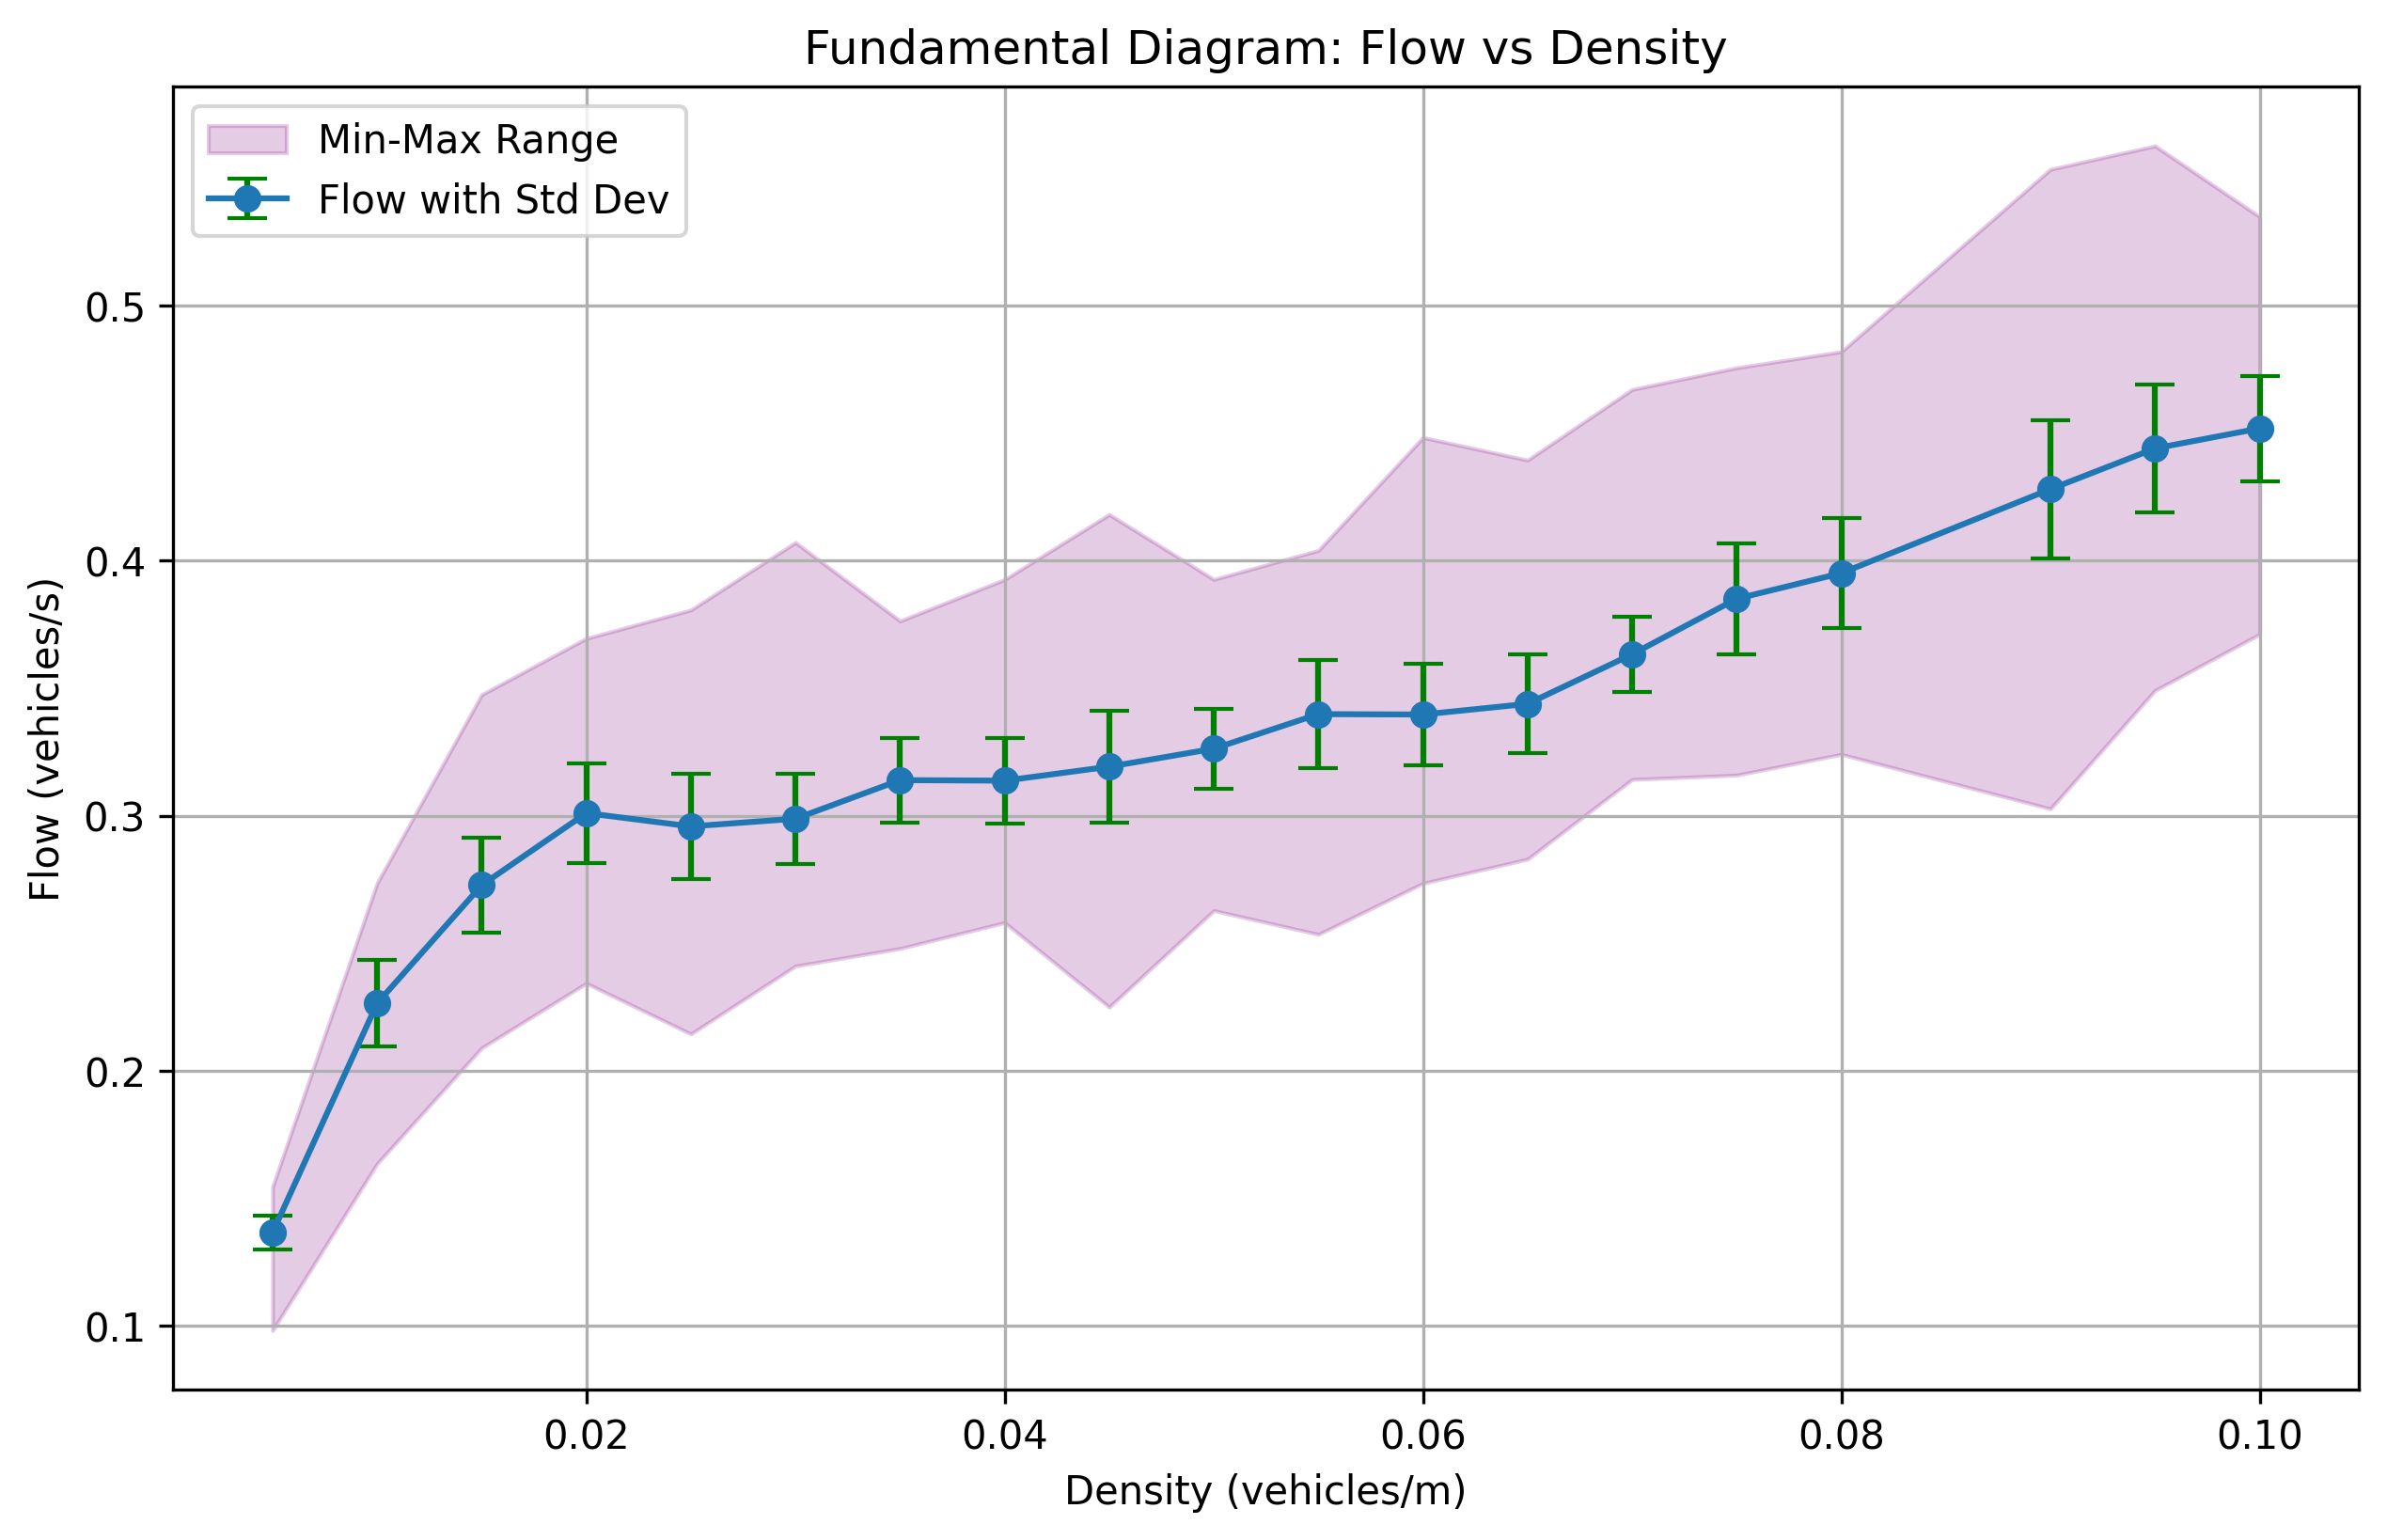 Fundamental Diagram: Flow vs Density
Min-Max Range
Flow with Std Dev
Flow (vehicles/s)
0.5
0.4
0.3
0.2
0.1
0.02 0.04 0.06 0.08 0.10
Density (vehicles/m)